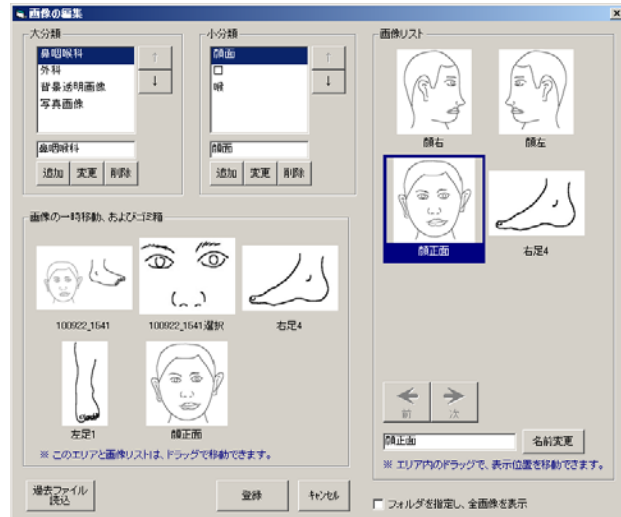 画像の編集
大分類
鼻咽喉科
外科
背景透明画像
写真画像
↑
↓
鼻咽喉科
追加 変更 削除
小分類
顔面
口
喉
↑
↓
顔面
追加 変更 削除
画像リスト
顔右 顔左
顔正面 右足4
前 次
顔正面 名前変更
※ エリア内のドラッグで、表示位置を移動できます。
フォルダを指定し、全画像を表示
画像の一時移動、およびゴミ箱
100922_1541 100922_1541選択 右足4
左足1 顔正面
※ このエリアと画像リストは、ドラッグで移動できます。
過去ファイル
読込
登録 キャンセル